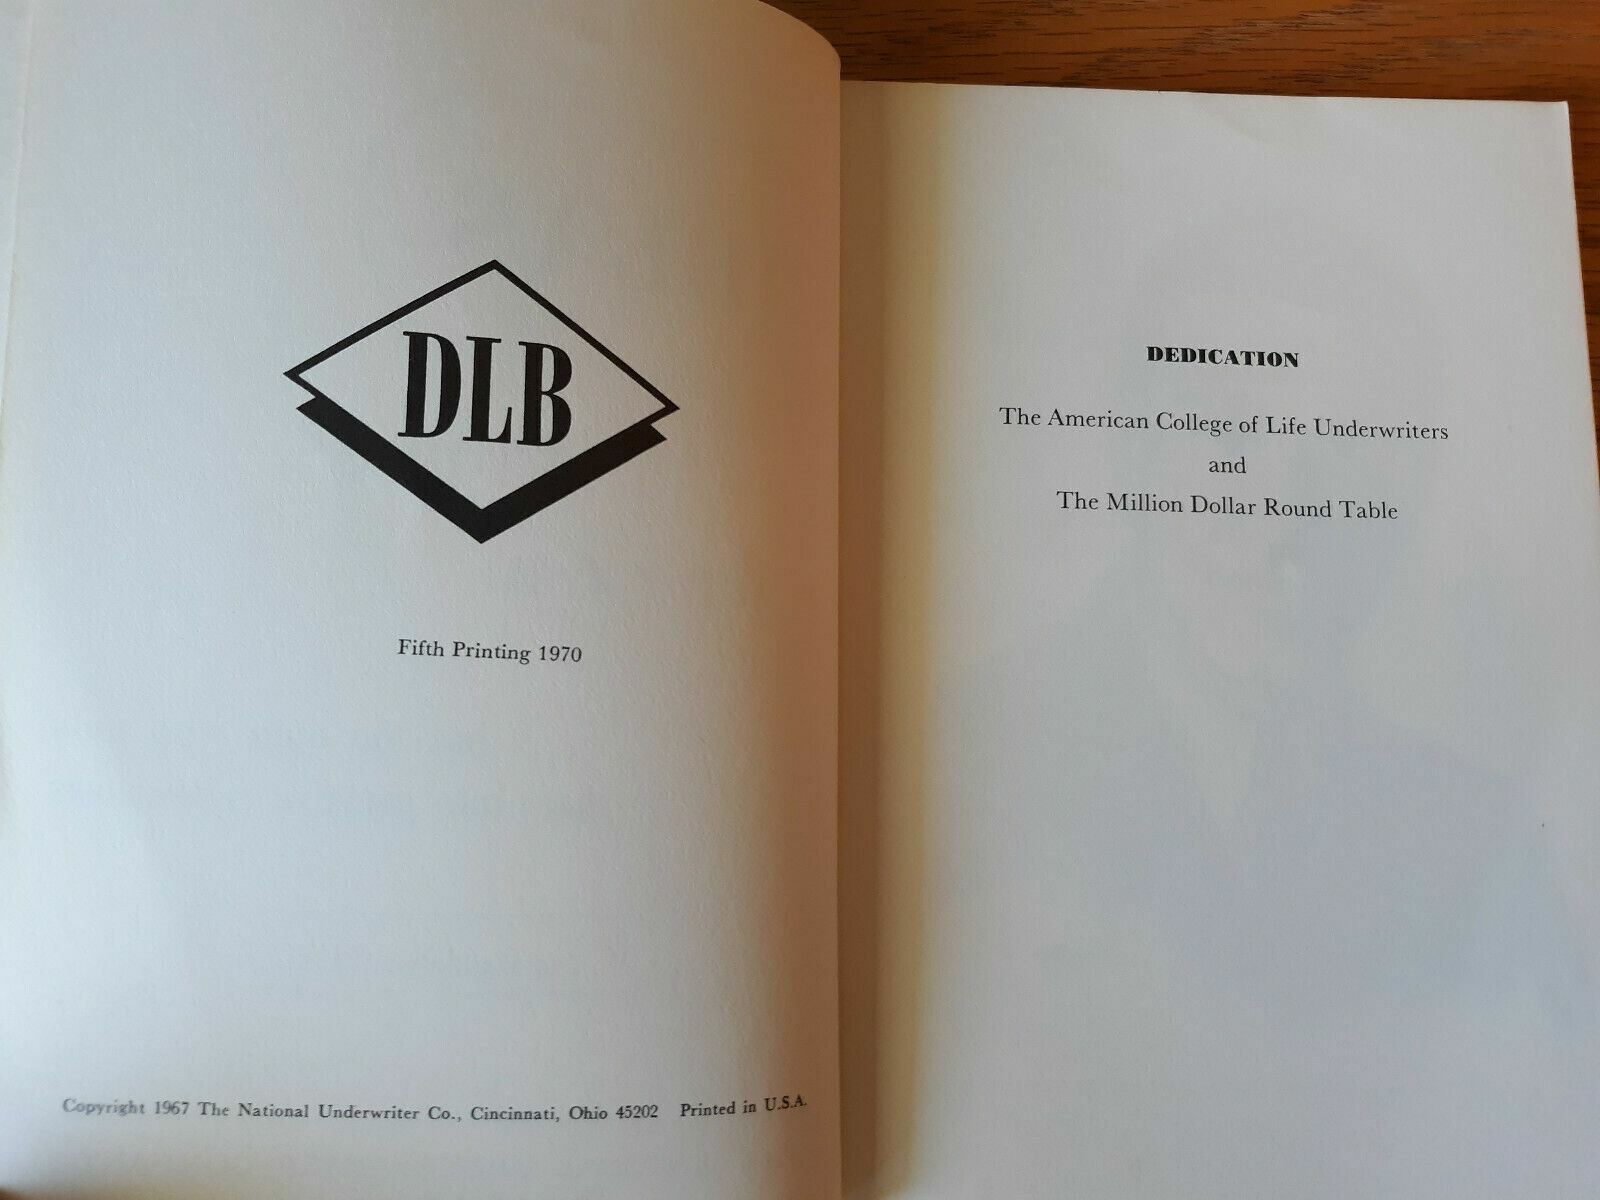 DLB
Fifth Printing 1970
Copyright 1967 The National Underwriter Co., Cincinnati, Ohio 45202 Printed in U.S.A.
DEDICATION
The American College of Life Underwriters
and
The Million Dollar Round Table